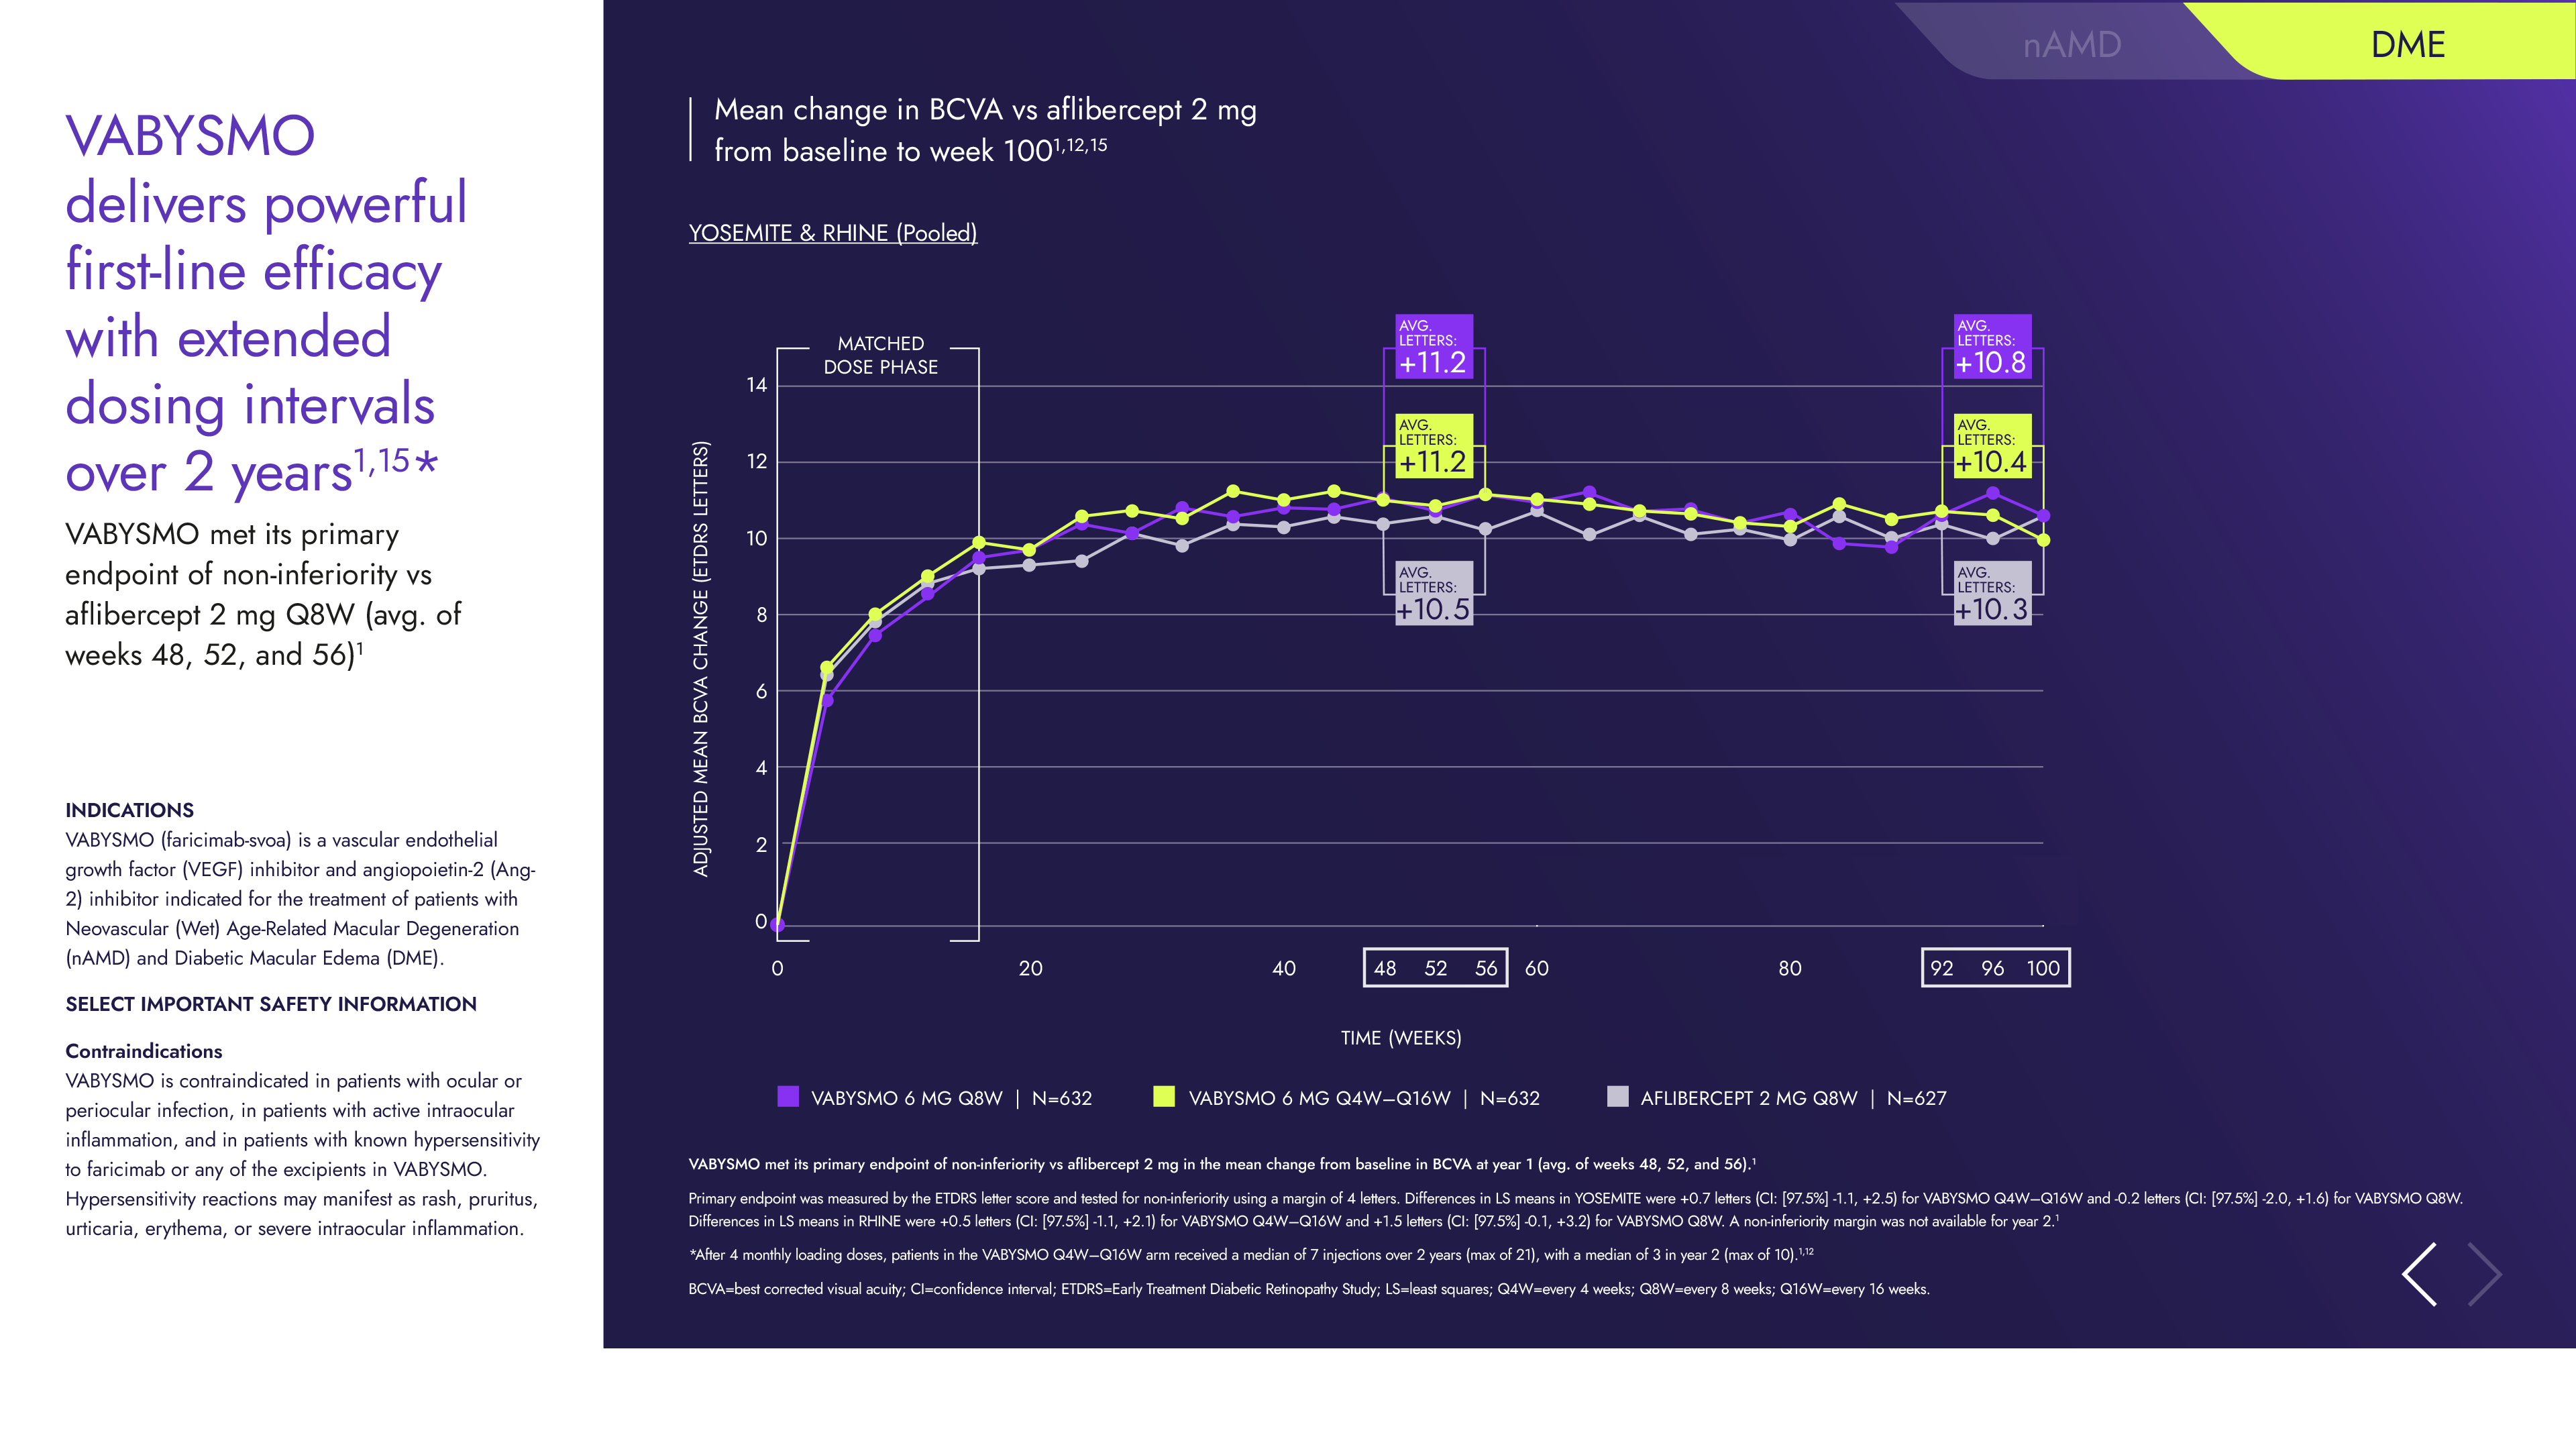 VABYSMO
delivers powerful
first-line efficacy
with extended
dosing intervals
over 2 years1,15*
VABYSMO met its primary
endpoint of non-inferiority vs
aflibercept 2 mg Q8W (avg. of
weeks 48, 52, and 56)1
INDICATIONS
VABYSMO (faricimab-svoa) is a vascular endothelial
growth factor (VEGF) inhibitor and angiopoietin-2 (Ang-
2) inhibitor indicated for the treatment of patients with
Neovascular (Wet) Age-Related Macular Degeneration
(nAMD) and Diabetic Macular Edema (DME).
SELECT IMPORTANT SAFETY INFORMATION
Contraindications
VABYSMO is contraindicated in patients with ocular or
periocular infection, in patients with active intraocular
inflammation, and in patients with known hypersensitivity
to faricimab or any of the excipients in VABYSMO.
Hypersensitivity reactions may manifest as rash, pruritus,
urticaria, erythema, or severe intraocular inflammation.
nAMD
DME
Mean change in BCVA vs aflibercept 2 mg
from baseline to week 1001,12,15
YOSEMITE & RHINE (Pooled)
MATCHED
DOSE PHASE
AVG.
LETTERS:
+11.2
AVG.
LETTERS:
+10.8
AVG.
LETTERS:
+11.2
AVG.
LETTERS:
+10.4
AVG.
LETTERS:
+10.5
AVG.
LETTERS:
+10.3
ADJUSTED MEAN BCVA CHANGE (ETDRS LETTERS)
14
12
10
8
6
4
2
0
0 20 40 48 52 56 60 80 92 96 100
TIME (WEEKS)
VABYSMO 6 MG Q8W | N=632 VABYSMO 6 MG Q4W–Q16W | N=632 AFLIBERCEPT 2 MG Q8W | N=627
VABYSMO met its primary endpoint of non-inferiority vs aflibercept 2 mg in the mean change from baseline in BCVA at year 1 (avg. of weeks 48, 52, and 56).1
Primary endpoint was measured by the ETDRS letter score and tested for non-inferiority using a margin of 4 letters. Differences in LS means in YOSEMITE were +0.7 letters (CI: [97.5%] -1.1, +2.5) for VABYSMO Q4W–Q16W and -0.2 letters (CI: [97.5%] -2.0, +1.6) for VABYSMO Q8W.
Differences in LS means in RHINE were +0.5 letters (CI: [97.5%] -1.1, +2.1) for VABYSMO Q4W–Q16W and +1.5 letters (CI: [97.5%] -0.1, +3.2) for VABYSMO Q8W. A non-inferiority margin was not available for year 2.1
*After 4 monthly loading doses, patients in the VABYSMO Q4W–Q16W arm received a median of 7 injections over 2 years (max of 21), with a median of 3 in year 2 (max of 10).1,12
BCVA=best corrected visual acuity; CI=confidence interval; ETDRS=Early Treatment Diabetic Retinopathy Study; LS=least squares; Q4W=every 4 weeks; Q8W=every 8 weeks; Q16W=every 16 weeks.